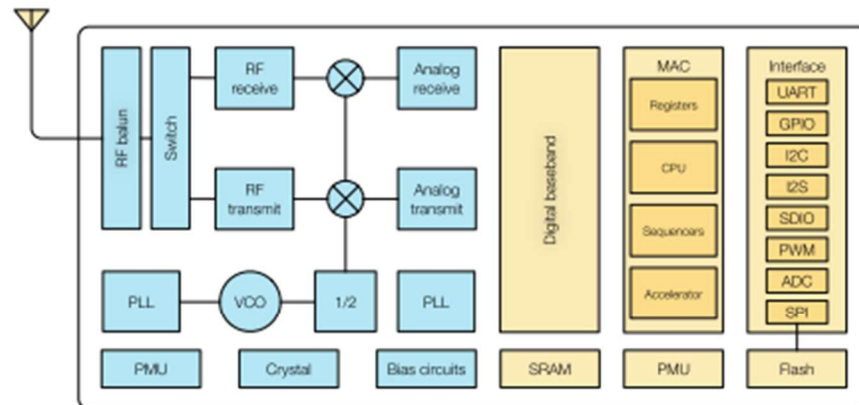 RF balun
Switch
RF
receive
Analog
receive
RF
transmit
Analog
transmit
PLL
VCO
1/2
PLL
PMU
Crystal
Bias circuits
Digital baseband
SRAM
MAC
Registers
CPU
Sequencers
Accelerator
PMU
Interface
UART
GPIO
I2C
I2S
SDIO
PWM
ADC
SPI
Flash